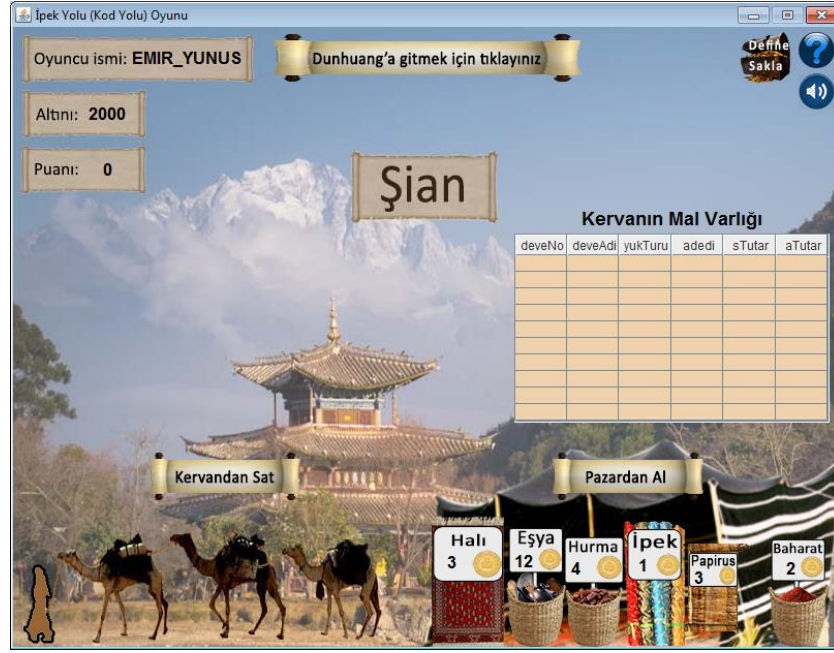 İpek Yolu (Kod Yolu) Oyunu
Oyuncu ismi: EMIR_YUNUS
Dunhuang'a gitmek için tıklayınız
Define
Sakla
?
Altını: 2000
Puanı: 0
Şian
Kervanın Mal Varlığı
deveNo deveAdi yukTuru adedi sTutar aTutar
Kervandan Sat
Pazardan Al
Halı
3
Eşya
12
Hurma
4
İpek
1
Papirus
3
Baharat
2